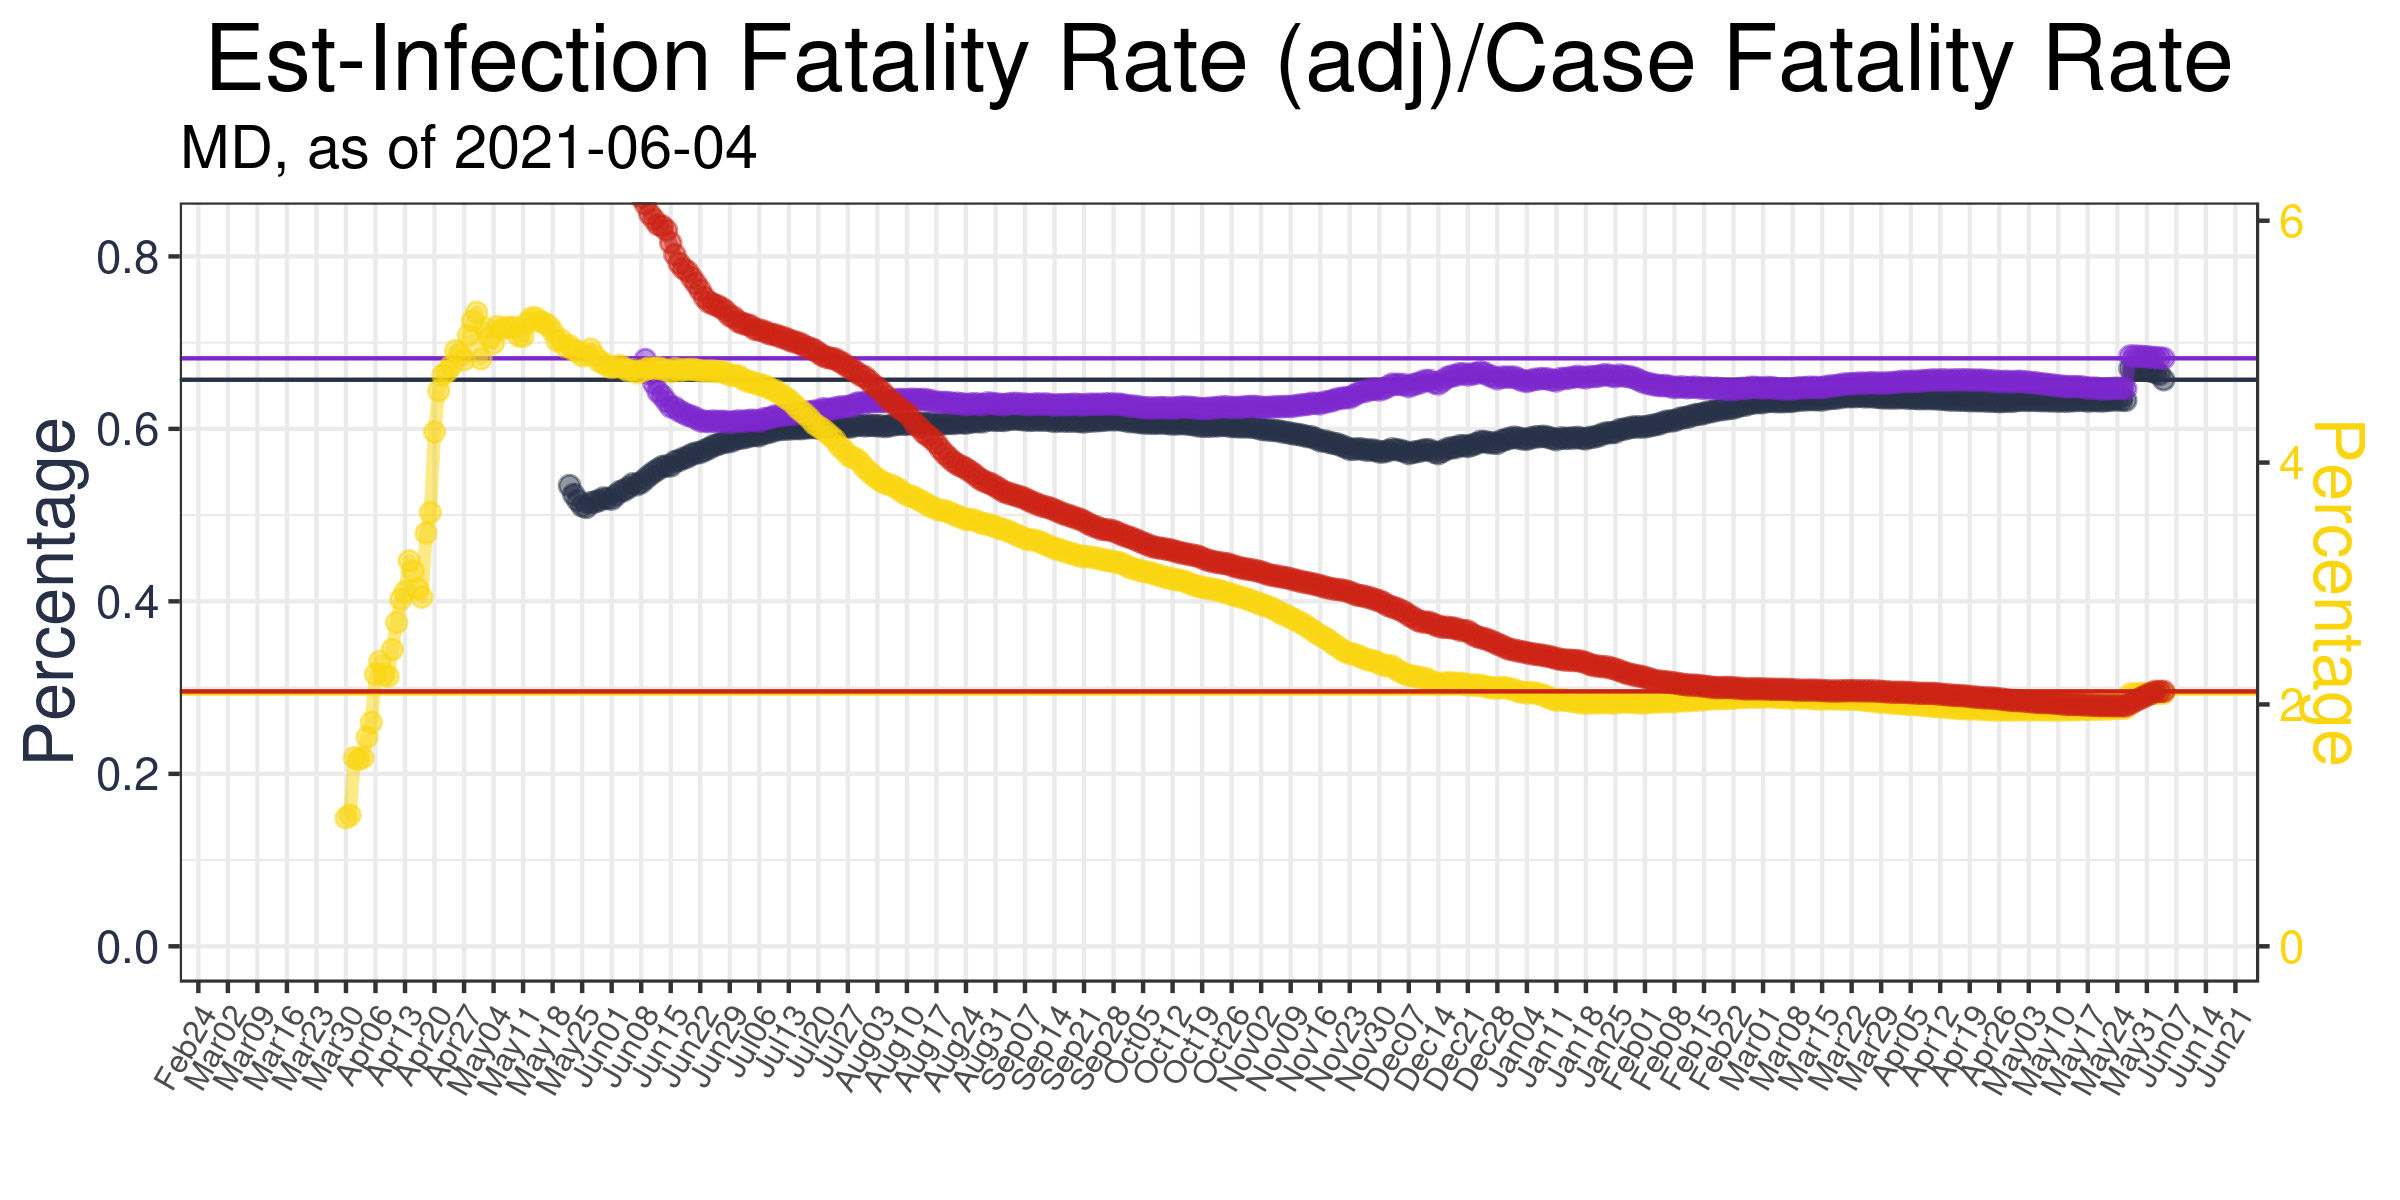 Est-Infection Fatality Rate (adj)/Case Fatality Rate
MD, as of 2021-06-04
Percentage
0.8
0.6
0.4
0.2
0.0
6
4
2
0
Percentage
Feb24
Mar02
Mar09
Mar16
Mar23
Mar30
Apr06
Apr13
Apr20
Apr27
May04
May11
May18
May25
Jun01
Jun08
Jun15
Jun22
Jun29
Jul06
Jul13
Jul20
Jul27
Aug03
Aug10
Aug17
Aug24
Aug31
Sep07
Sep14
Sep21
Sep28
Oct05
Oct12
Oct19
Oct26
Nov02
Nov09
Nov16
Nov23
Nov30
Dec07
Dec14
Dec21
Dec28
Jan04
Jan11
Jan18
Jan25
Feb01
Feb08
Feb15
Feb22
Mar01
Mar08
Mar15
Mar22
Mar29
Apr05
Apr12
Apr19
Apr26
May03
May10
May17
May24
May31
Jun07
Jun14
Jun21